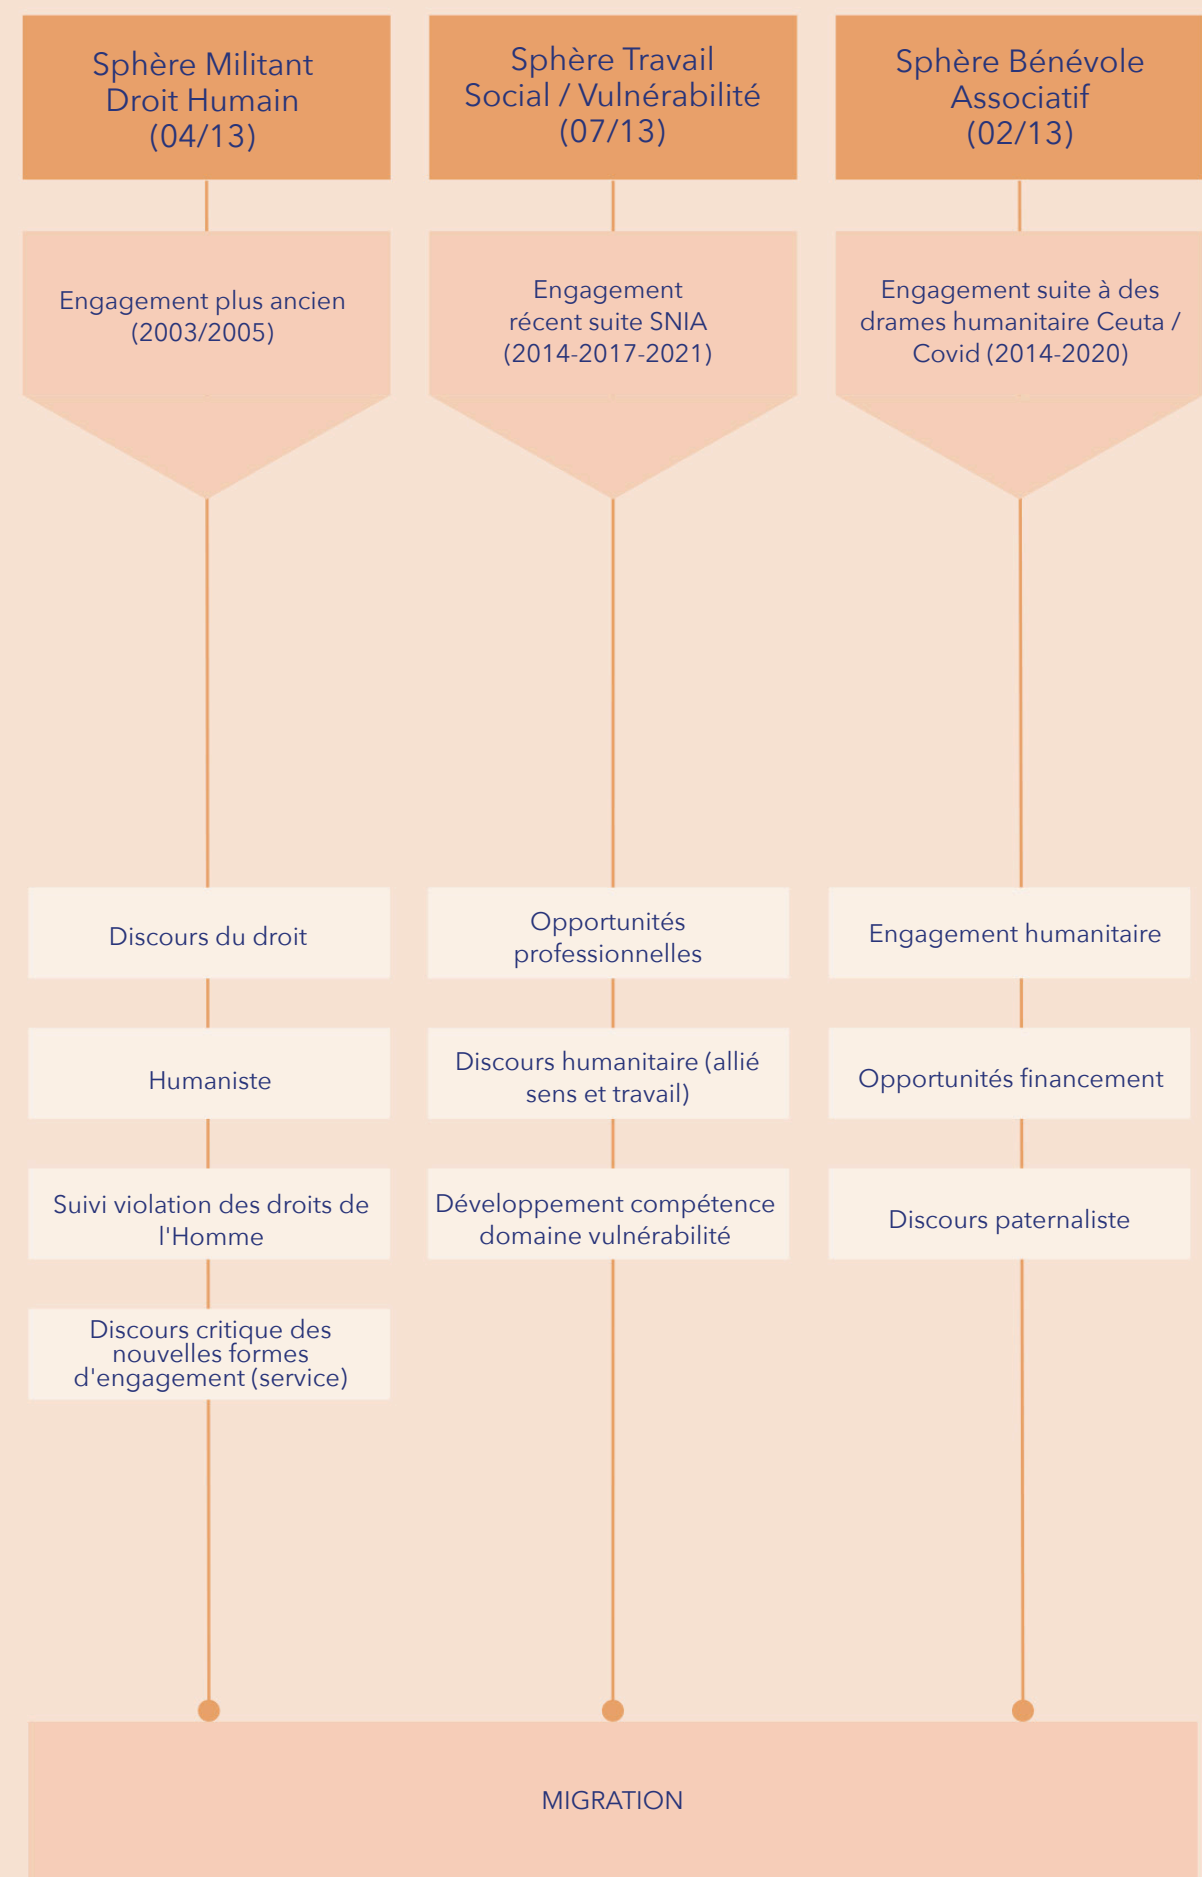 Sphère Militant
Droit Humain
(04/13)
Engagement plus ancien
(2003/2005)
Discours du droit
Humaniste
Suivi violation des droits de
l'Homme
Discours critique des
nouvelles formes
d'engagement (service)
Sphère Travail
Social / Vulnérabilité
(07/13)
Engagement
récent suite SNIA
(2014-2017-2021)
Opportunités
professionnelles
Discours humanitaire (allié
sens et travail)
Développement compétence
domaine vulnérabilité
Sphère Bénévole
Associatif
(02/13)
Engagement suite à des
drames humanitaire Ceuta /
Covid (2014-2020)
Engagement humanitaire
Opportunités financement
Discours paternaliste
MIGRATION